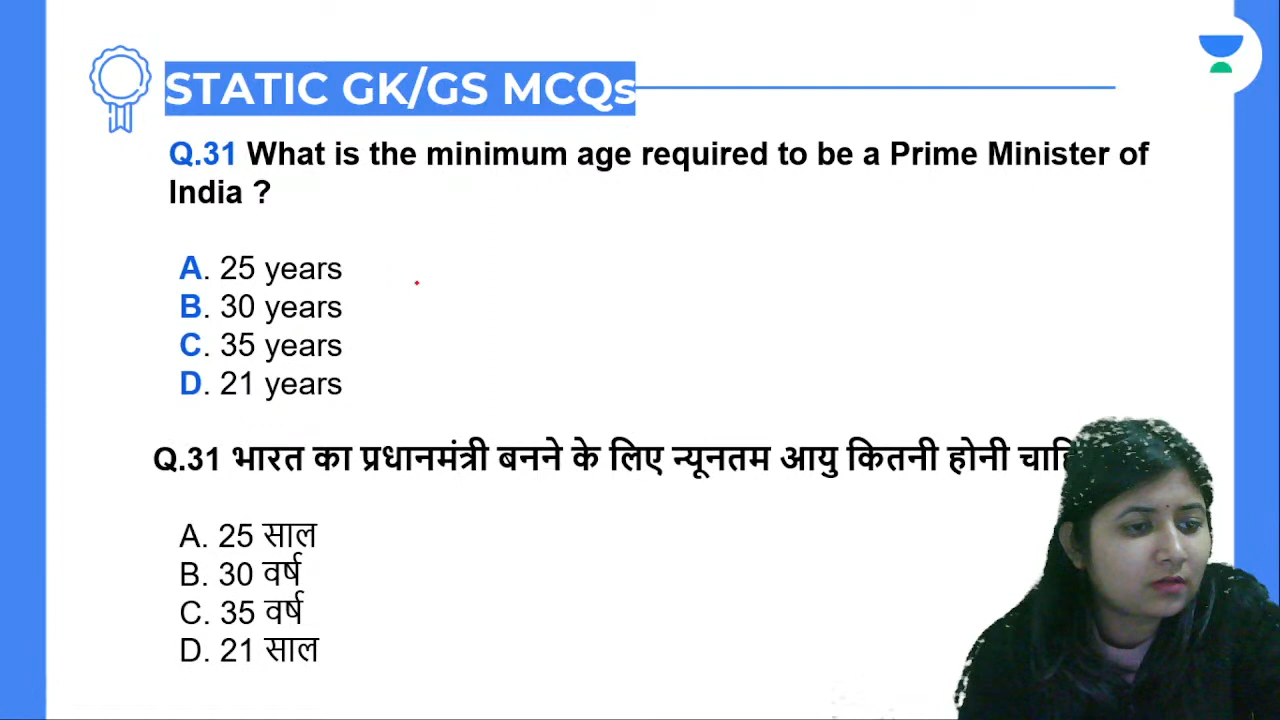 STATIC GK/GS MCQs
Q.31 What is the minimum age required to be a Prime Minister of
India ?
A. 25 years
B. 30 years
C. 35 years
D. 21 years
Q.31 भारत का प्रधानमंत्री बनने के लिए न्यूनतम आयु कितनी होनी
A. 25 साल
B. 30 वर्ष
C. 35 वर्ष
D. 21 साल